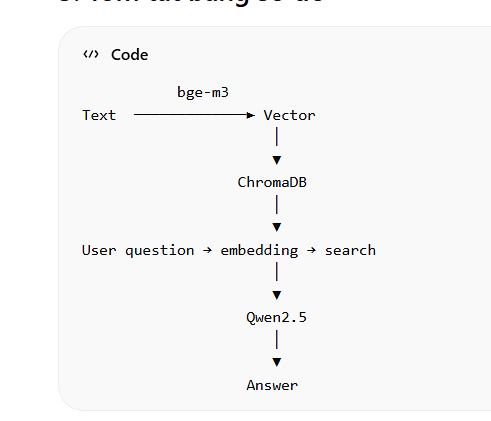 Code
bge-m3
Text ─────────────► Vector
│
▼
ChromaDB
│
▼
User question → embedding → search
│
▼
Qwen2.5
│
▼
Answer